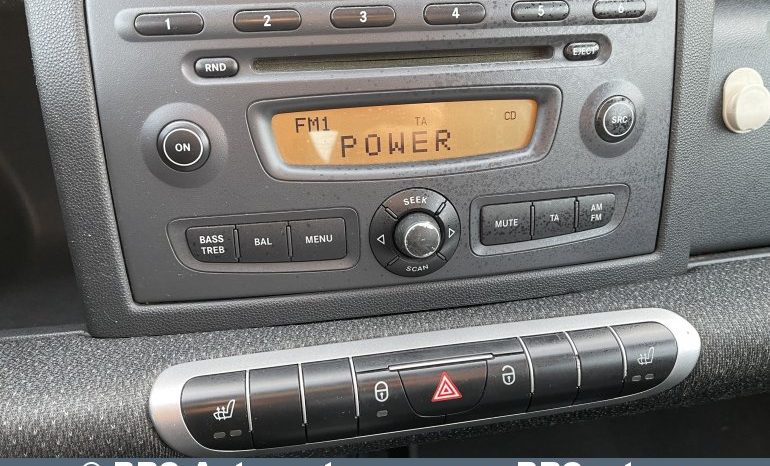 1 2 3 4 5 6
RND EJECT
FM1 TA CD
POWER
ON SRC
SEEK
BASS TREB BAL MENU
MUTE TA AM FM
SCAN